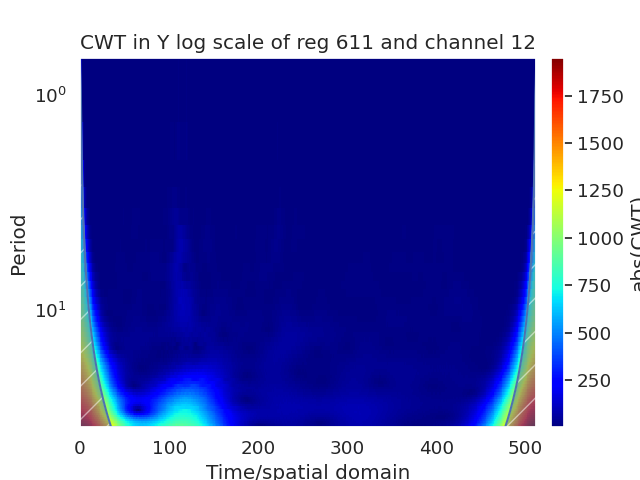 CWT in Y log scale of reg 611 and channel 12
10⁰
10¹
Period
0 100 200 300 400 500
Time/spatial domain
1750
1500
1250
1000
750
500
250
abs(CWT)